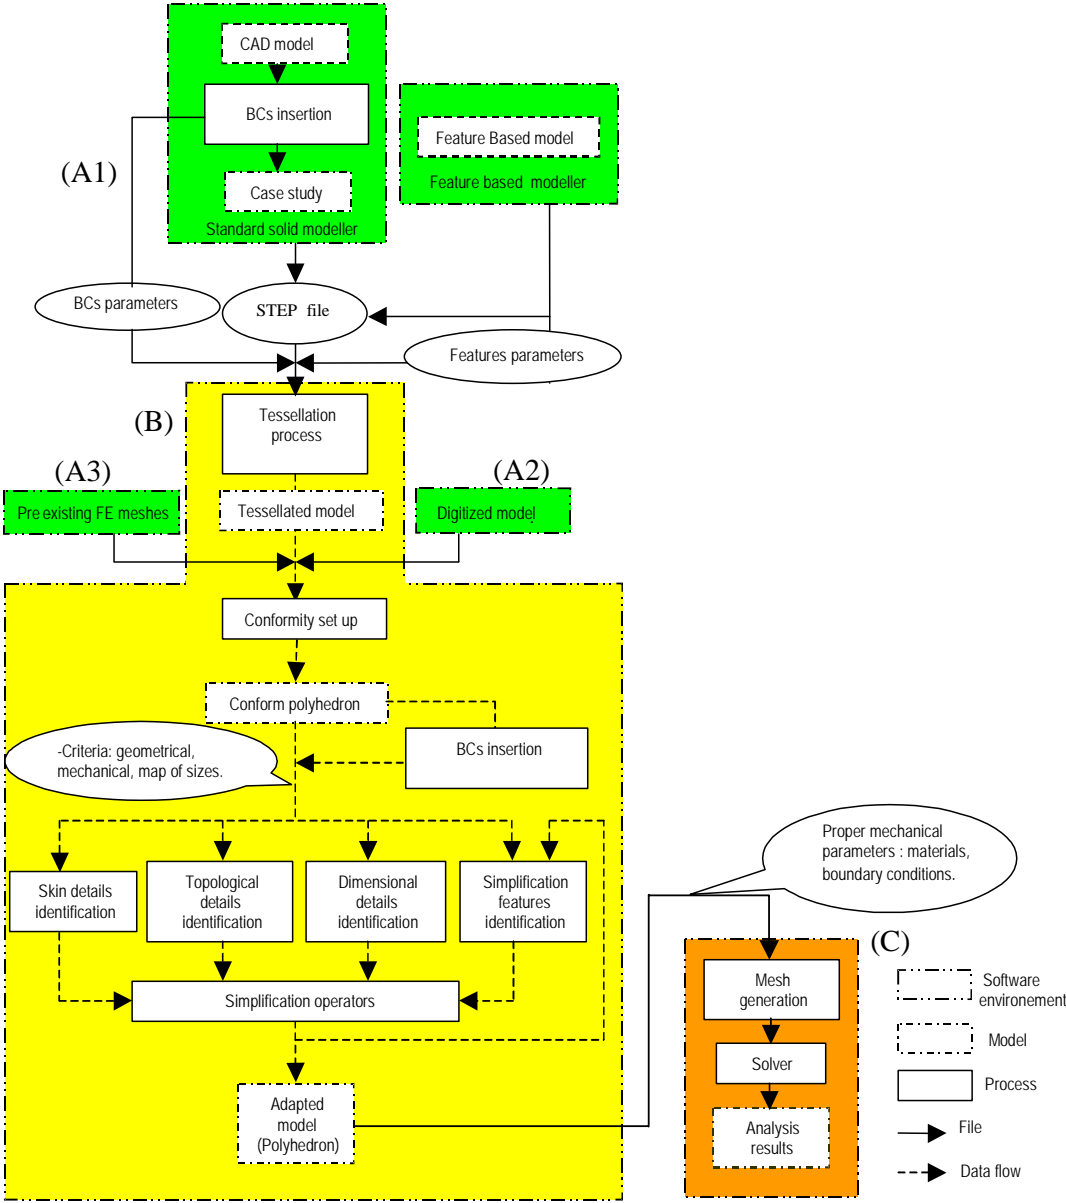 CAD model
BCs insertion
Case study
Standard solid modeller
Feature Based model
Feature based modeller
(A1)
BCs parameters
STEP file
Features parameters
(B)
Tessellation
process
(A3)
(A2)
Pre existing FE meshes
Tessellated model
Digitized model
Conformity set up
Conform polyhedron
-Criteria: geometrical,
mechanical, map of sizes.
BCs insertion
Skin details
identification
Topological
details
identification
Dimensional
details
identification
Simplification
features
identification
Simplification operators
Adapted
model
(Polyhedron)
Proper mechanical
parameters : materials,
boundary conditions.
(C)
Mesh
generation
Solver
Analysis
results
Software
environement
Model
Process
File
Data flow